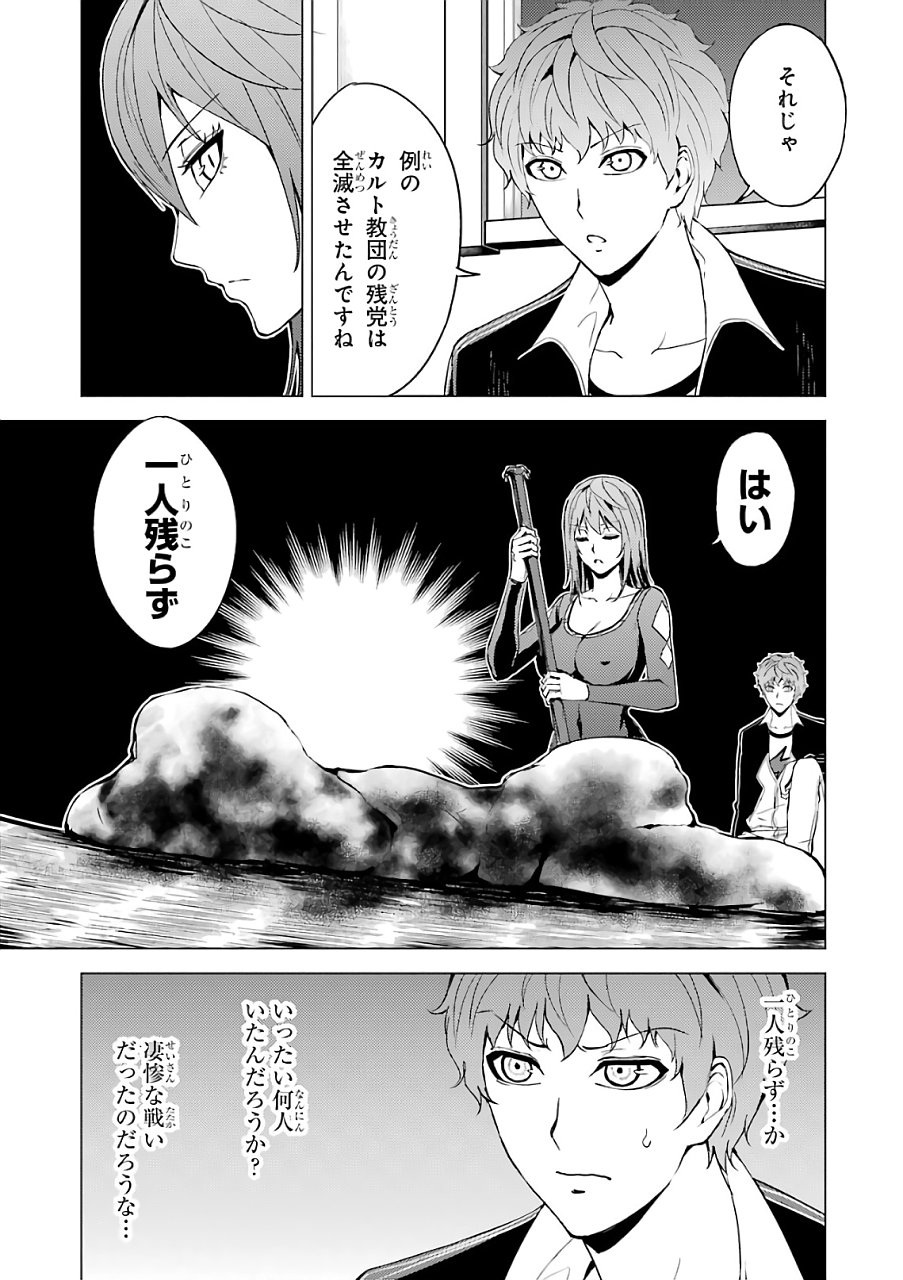 それじゃ
例の
カルト教団の残党は
全滅させたんですね
はい
一人残らず
一人残らず…か
いったい何人
いたんだろうか？
凄惨な戦い
だったのだろうな…